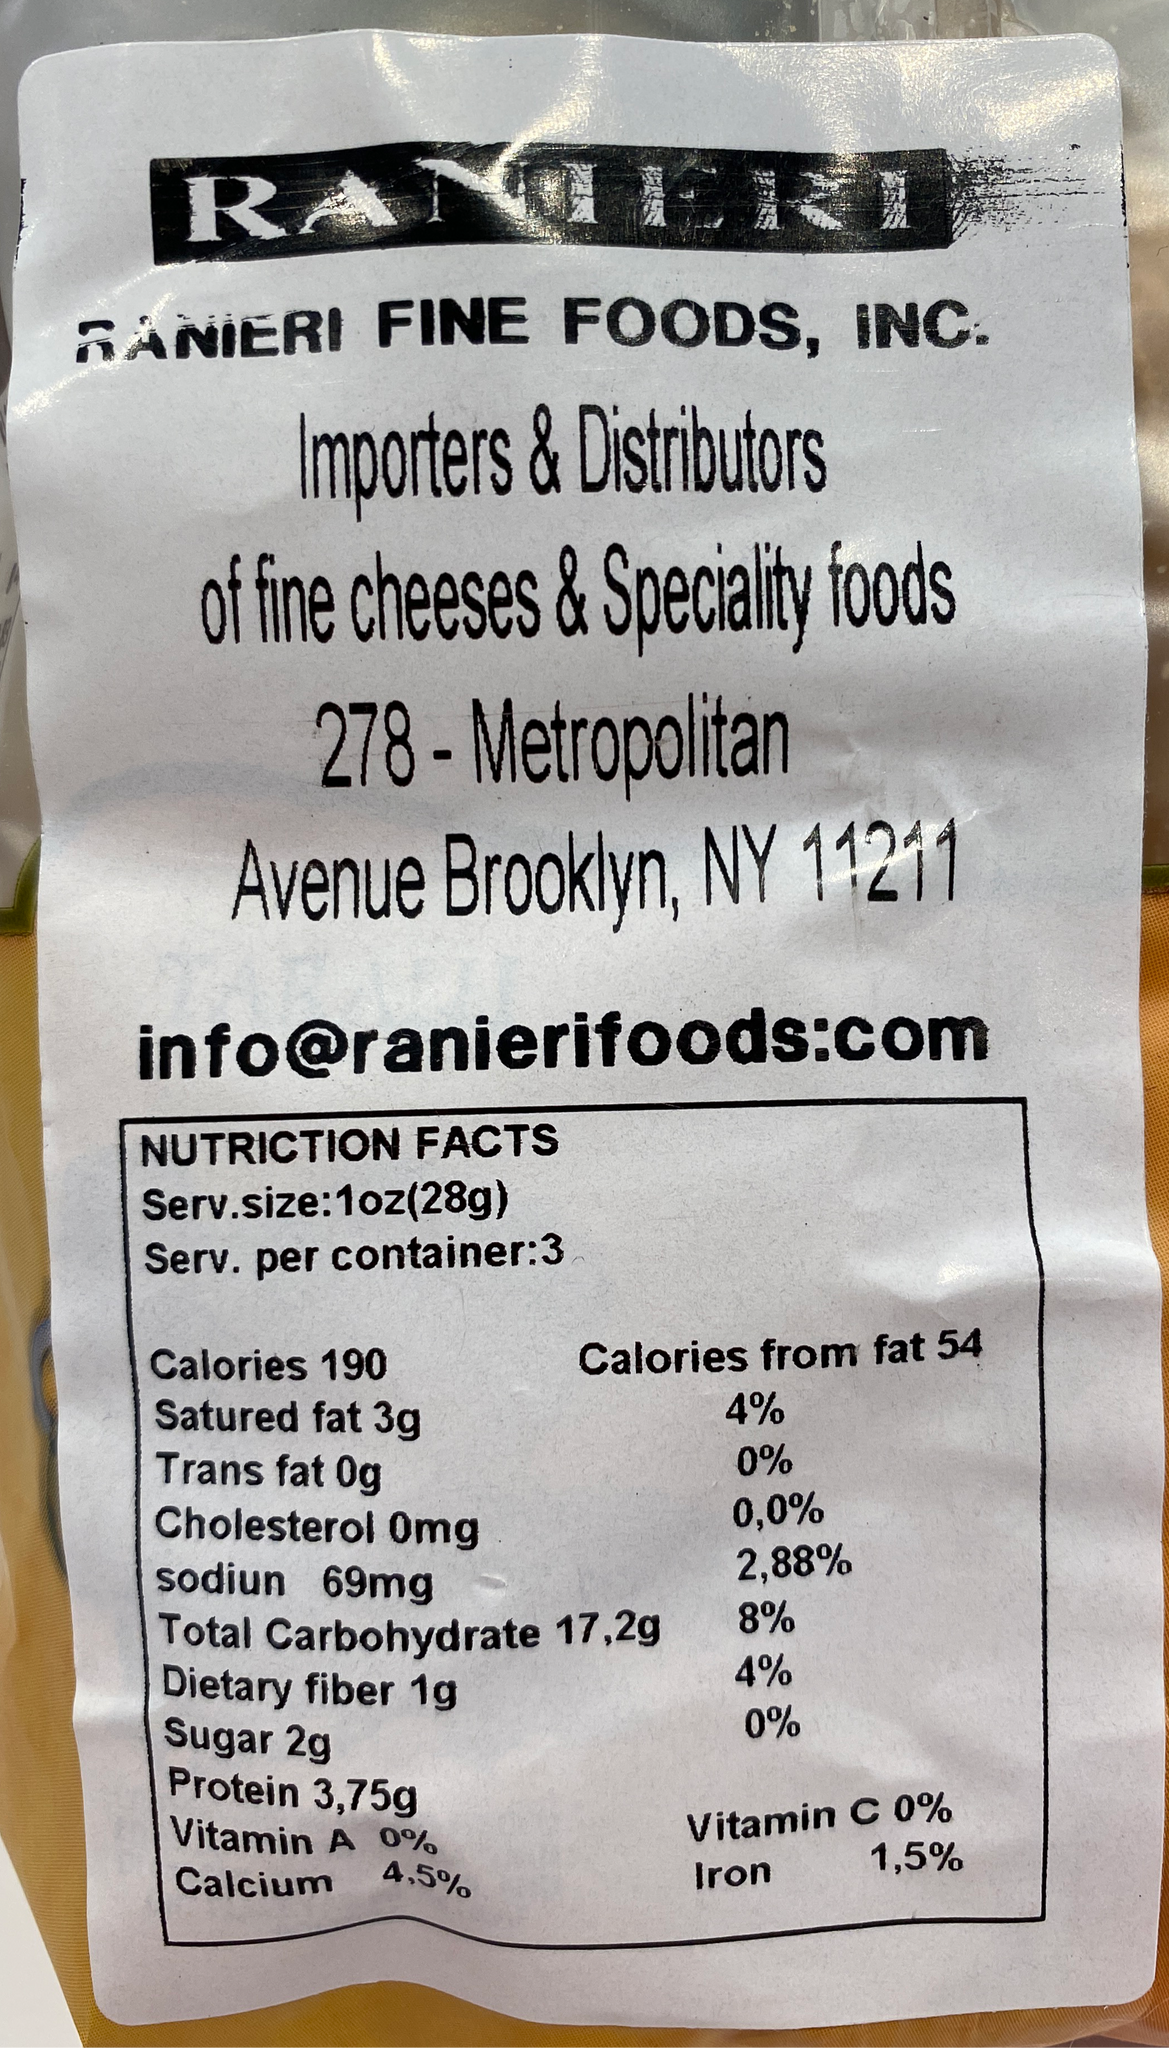 RANIERI
RANIERI FINE FOODS, INC.
Importers & Distributors
of fine cheeses & Speciality foods
278 - Metropolitan
Avenue Brooklyn, NY 11211
info@ranierifoods:com
NUTRICTION FACTS
Serv.size:1oz(28g)
Serv. per container:3
Calories 190 Calories from fat 54
Satured fat 3g 4%
Trans fat 0g 0%
Cholesterol 0mg 0,0%
sodiun 69mg 2,88%
Total Carbohydrate 17,2g 8%
Dietary fiber 1g 4%
Sugar 2g 0%
Protein 3,75g
Vitamin A 0% Vitamin C 0%
Calcium 4,5% Iron 1,5%